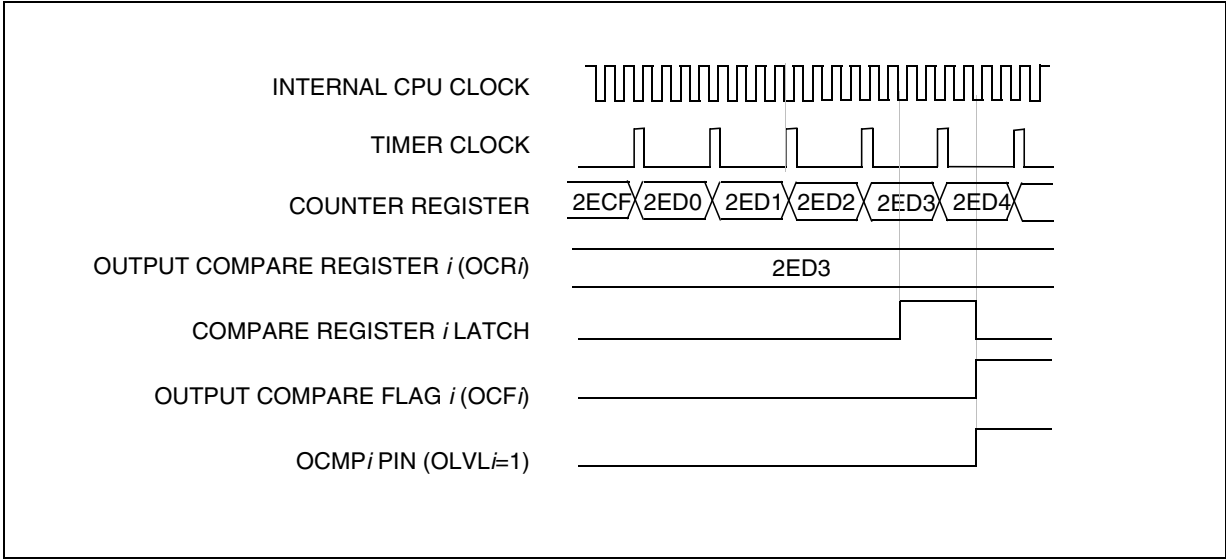 INTERNAL CPU CLOCK
TIMER CLOCK
COUNTER REGISTER 2ECF 2ED0 2ED1 2ED2 2ED3 2ED4
OUTPUT COMPARE REGISTER i (OCRi) 2ED3
COMPARE REGISTER i LATCH
OUTPUT COMPARE FLAG i (OCFi)
OCMPi PIN (OLVLi=1)